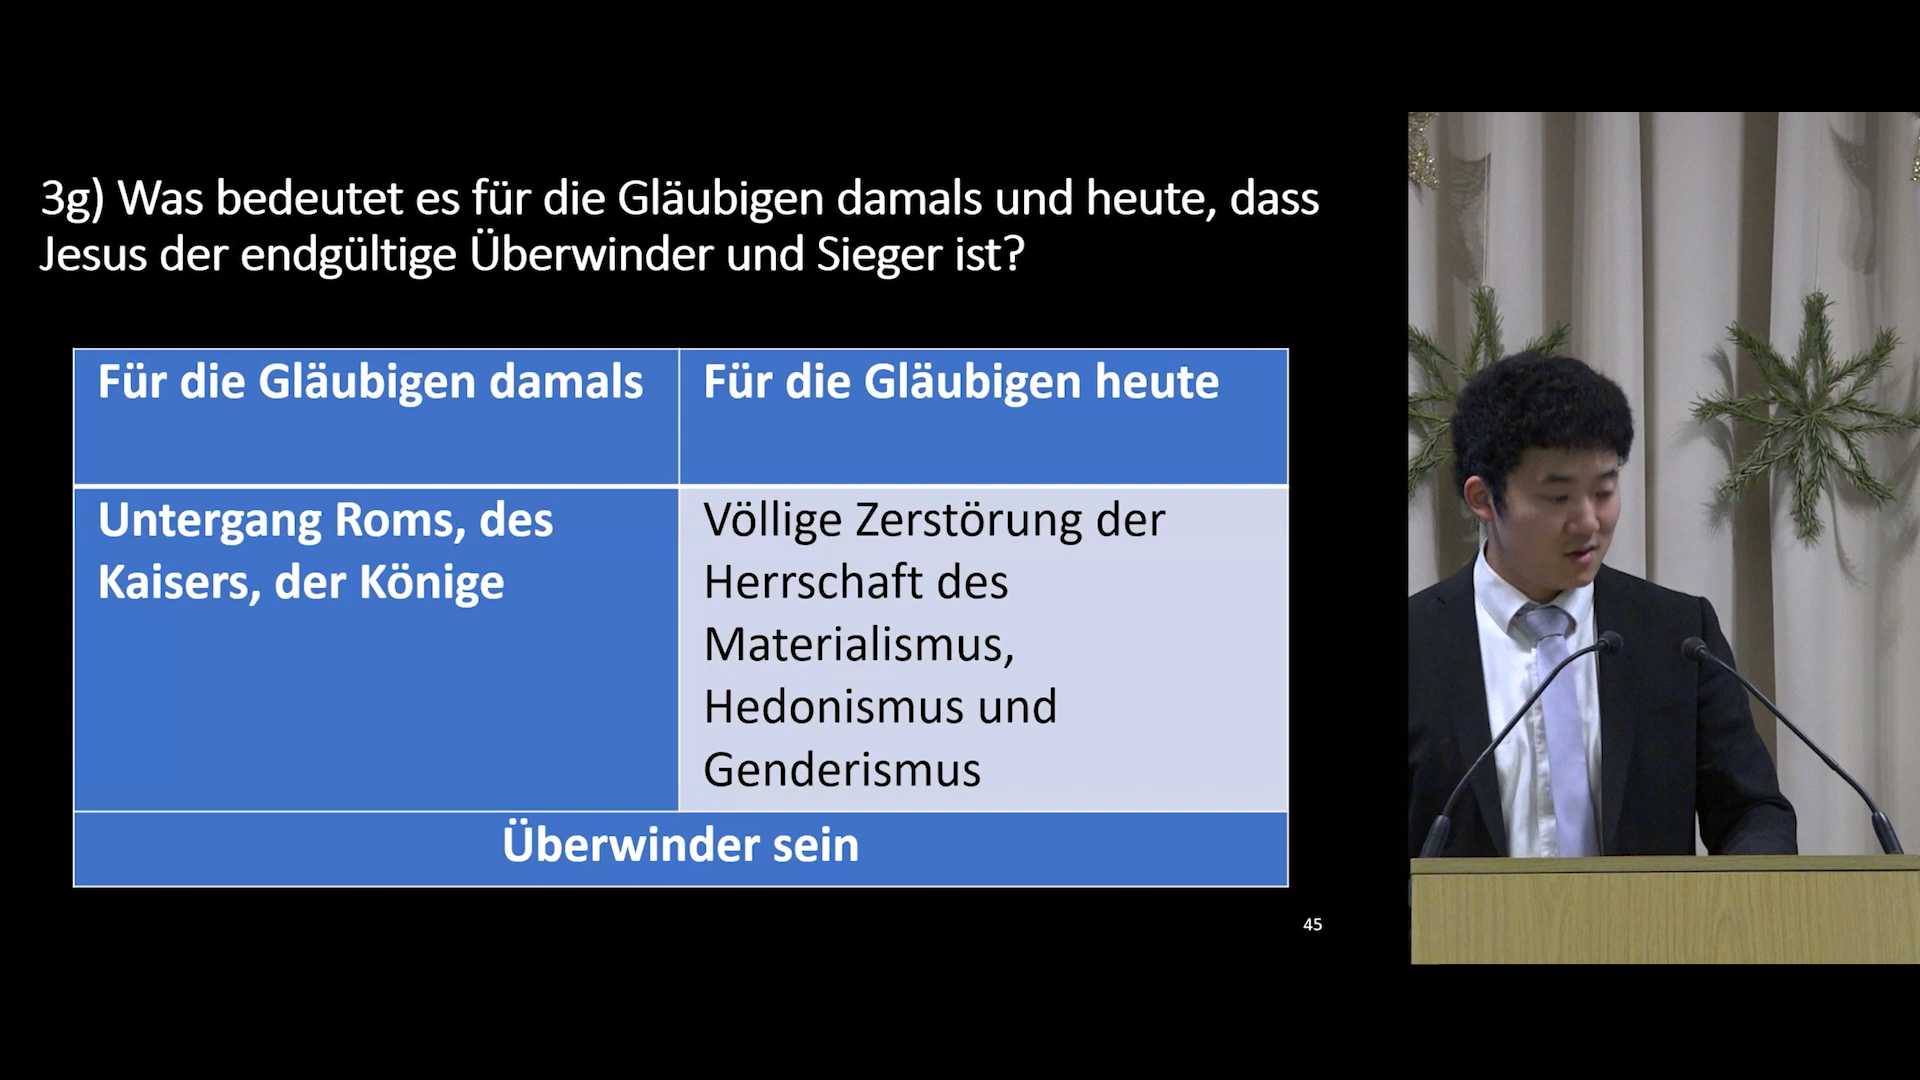 3g) Was bedeutet es für die Gläubigen damals und heute, dass
Jesus der endgültige Überwinder und Sieger ist?
Für die Gläubigen damals
Für die Gläubigen heute
Untergang Roms, des
Kaisers, der Könige
Völlige Zerstörung der
Herrschaft des
Materialismus,
Hedonismus und
Genderismus
Überwinder sein
45